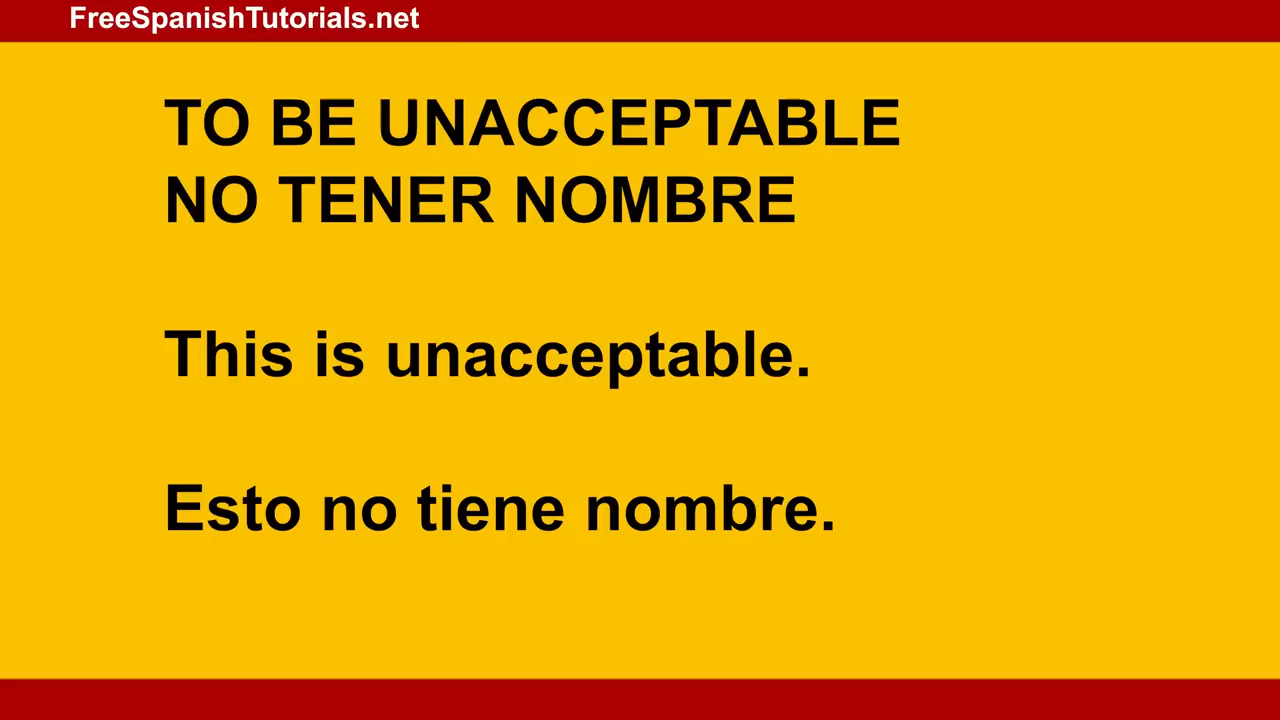 FreeSpanishTutorials.net
TO BE UNACCEPTABLE
NO TENER NOMBRE
This is unacceptable.
Esto no tiene nombre.